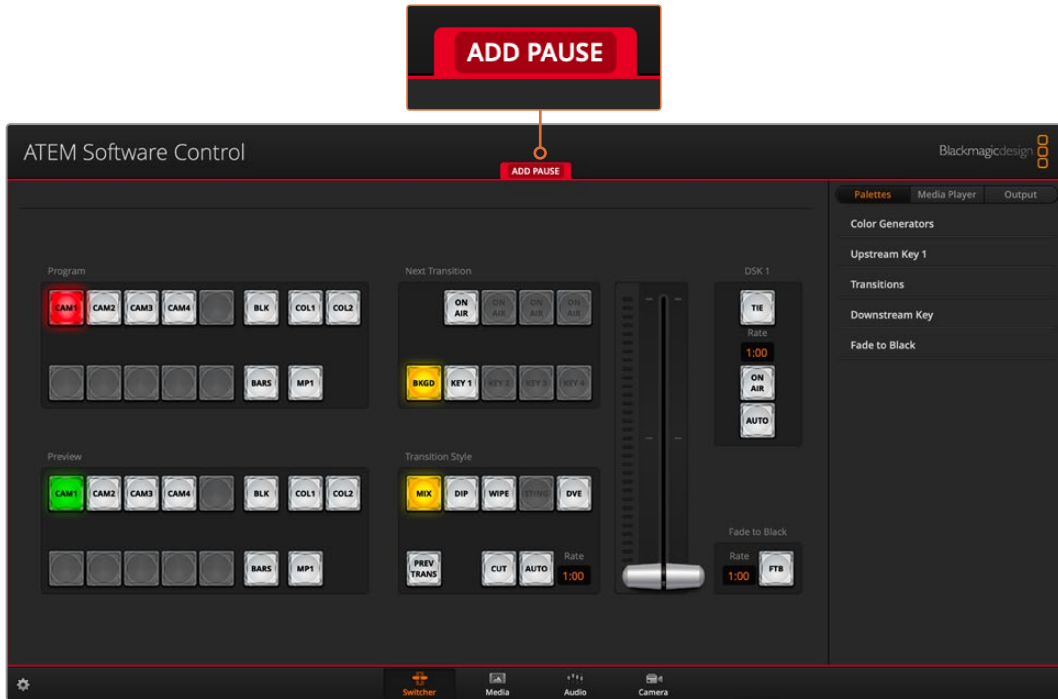 ADD PAUSE
ATEM Software Control
Blackmagicdesign
ADD PAUSE
Palettes Media Player Output
Color Generators
Upstream Key 1
Transitions
Downstream Key
Fade to Black
Program
CAM1 CAM2 CAM3 CAM4 BLK COL1 COL2
BARS MP1
Next Transition
ON AIR ON AIR ON AIR ON AIR
BKGD KEY 1 KEY 2 KEY 3 KEY 4
DSK 1
TIE
Rate
1:00
ON
AIR
AUTO
Preview
CAM1 CAM2 CAM3 CAM4 BLK COL1 COL2
BARS MP1
Transition Style
MIX DIP WIPE STING DVE
PREV TRANS CUT AUTO Rate 1:00
Fade to Black
Rate
1:00 FTB
Switcher Media Audio Camera